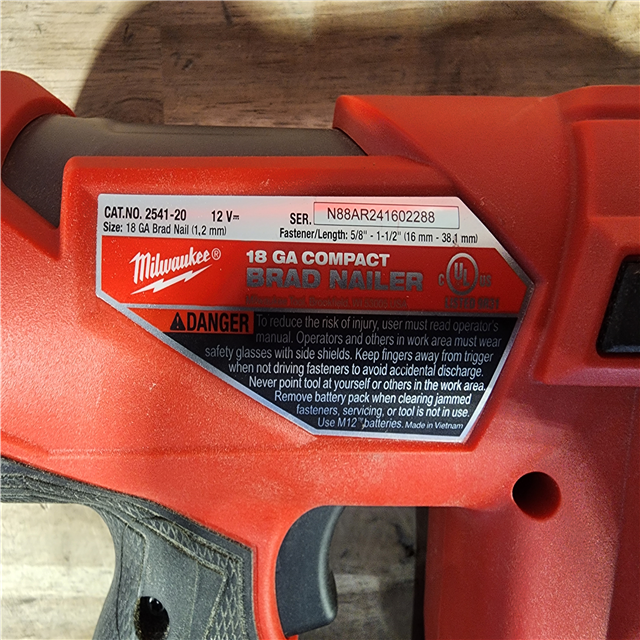 CAT.NO. 2541-20 12 V⎓ SER. N88AR241602288
Size: 18 GA Brad Nail (1,2 mm) Fastener/Length: 5/8" - 1-1/2" (16 mm - 38,1 mm)
Milwaukee®
18 GA COMPACT
BRAD NAILER
C UL US
LISTED
DANGER To reduce the risk of injury, user must read operator's
manual. Operators and others in work area must wear
safety glasses with side shields. Keep fingers away from trigger
when not driving fasteners to avoid accidental discharge.
Never point tool at yourself or others in the work area.
Remove battery pack when clearing jammed
fasteners, servicing, or tool is not in use.
Use M12™ batteries. Made in Vietnam